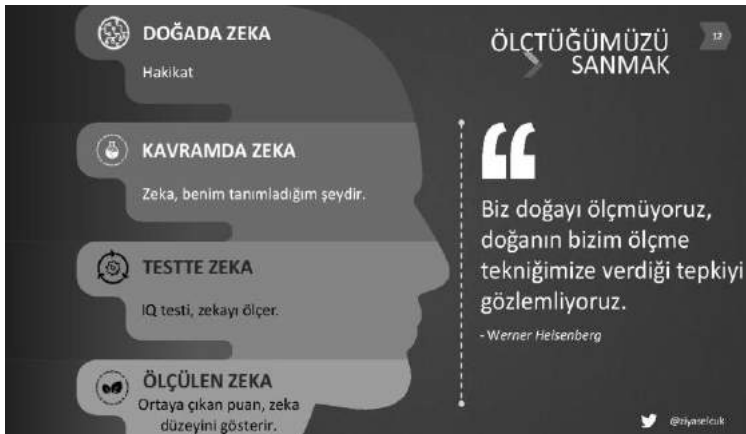 DOĞADA ZEKA
Hakikat
KAVRAMDA ZEKA
Zeka, benim tanımladığım şeydir.
TESTTE ZEKA
IQ testi, zekayı ölçer.
ÖLÇÜLEN ZEKA
Ortaya çıkan puan, zeka
düzeyini gösterir.
ÖLÇTÜĞÜMÜZÜ
SANMAK
12
“
Biz doğayı ölçmüyoruz,
doğanın bizim ölçme
tekniğimize verdiği tepkiyi
gözlemliyoruz.
- Werner Heisenberg
@ziyaselcuk